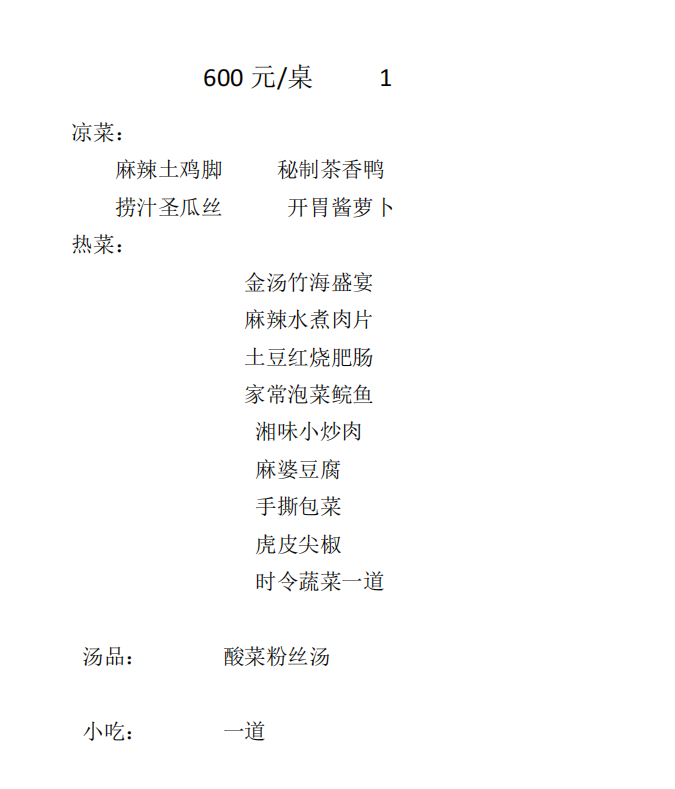 600 元/桌 1
凉菜：
麻辣土鸡脚 秘制茶香鸭
捞汁圣瓜丝 开胃酱萝卜
热菜：
金汤竹海盛宴
麻辣水煮肉片
土豆红烧肥肠
家常泡菜鲩鱼
湘味小炒肉
麻婆豆腐
手撕包菜
虎皮尖椒
时令蔬菜一道
汤品： 酸菜粉丝汤
小吃： 一道